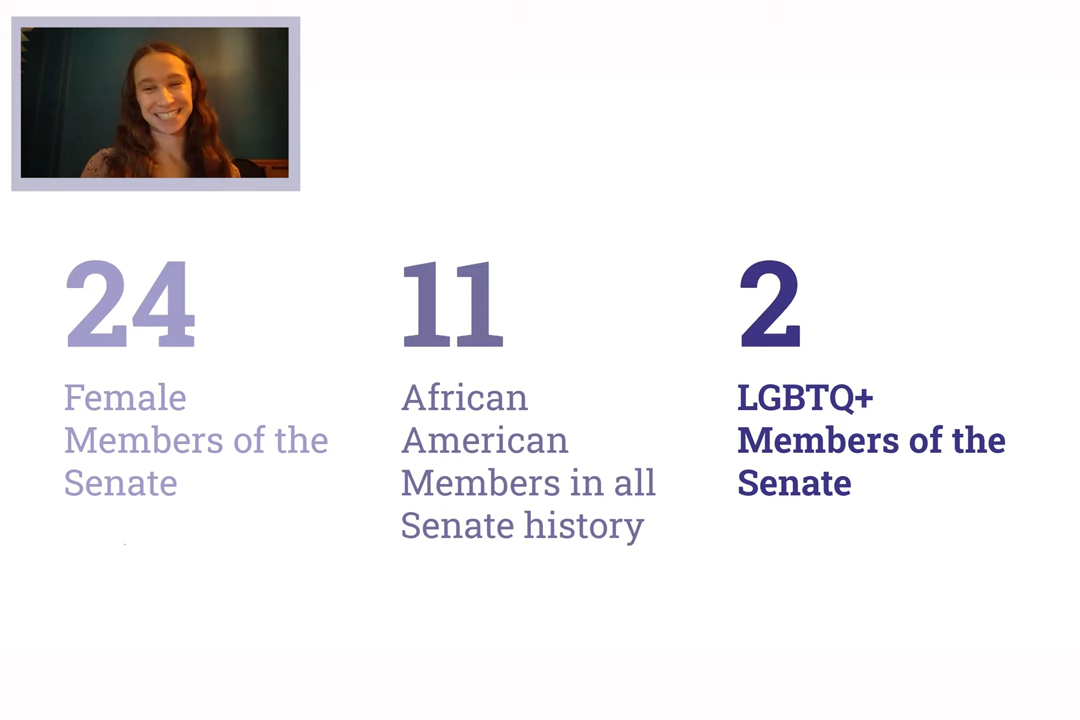 24
Female
Members of the
Senate
11
African
American
Members in all
Senate history
2
LGBTQ+
Members of the
Senate